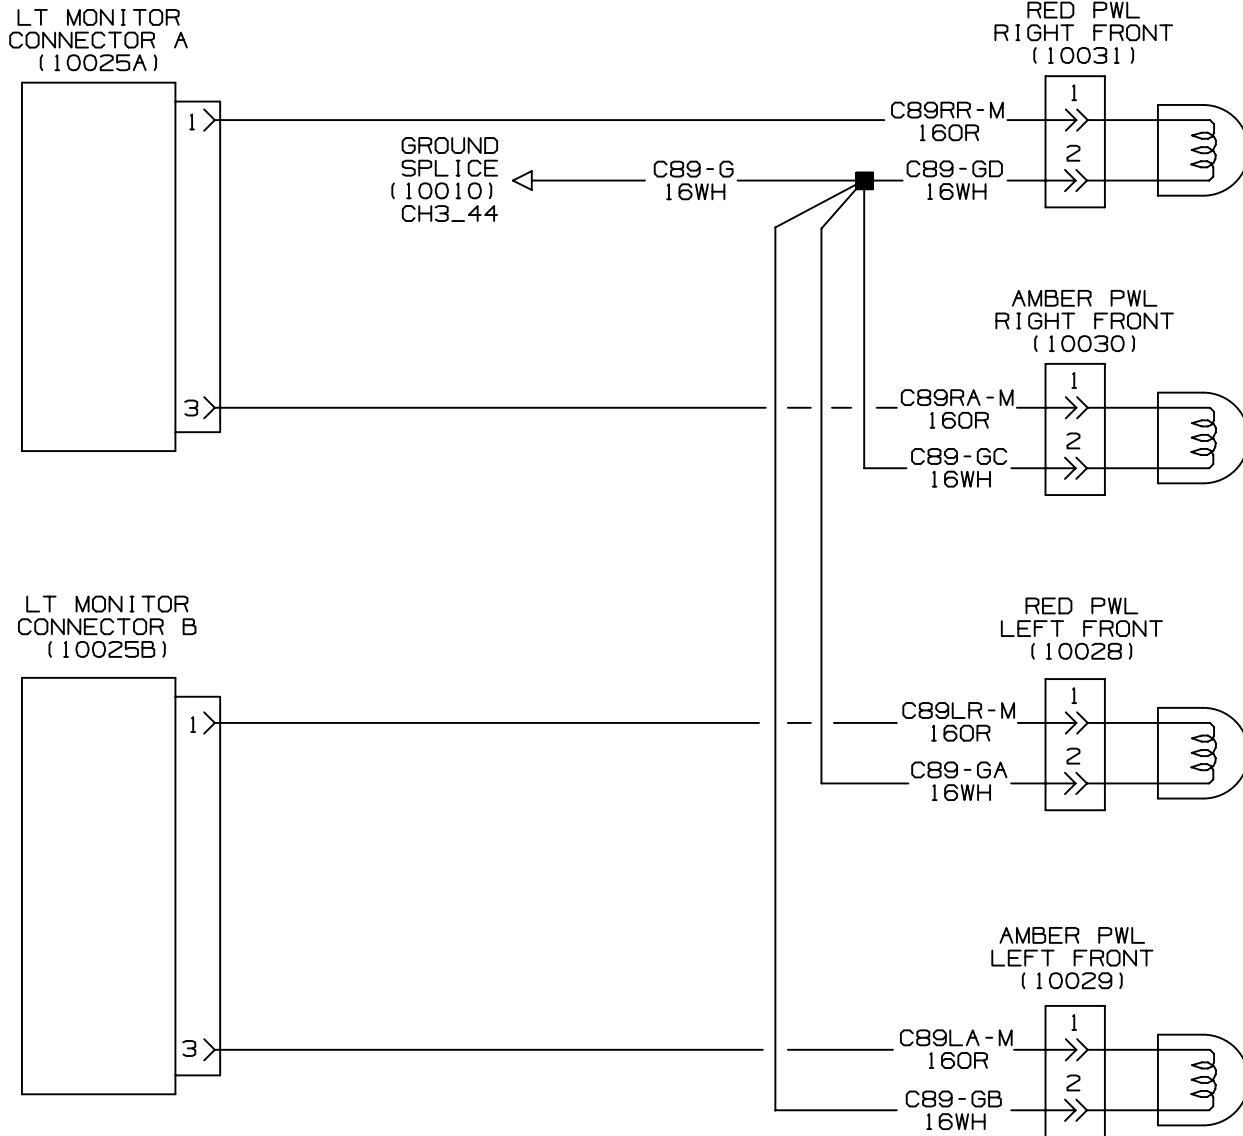 LT MONITOR
CONNECTOR A
(10025A)
1
3
GROUND
SPLICE
(10010)
CH3_44
C89-G
16WH
RED PWL
RIGHT FRONT
(10031)
C89RR-M
16OR
1
C89-GD
16WH
2
AMBER PWL
RIGHT FRONT
(10030)
C89RA-M
16OR
1
C89-GC
16WH
2
LT MONITOR
CONNECTOR B
(10025B)
1
3
RED PWL
LEFT FRONT
(10028)
C89LR-M
16OR
1
C89-GA
16WH
2
AMBER PWL
LEFT FRONT
(10029)
C89LA-M
16OR
1
C89-GB
16WH
2